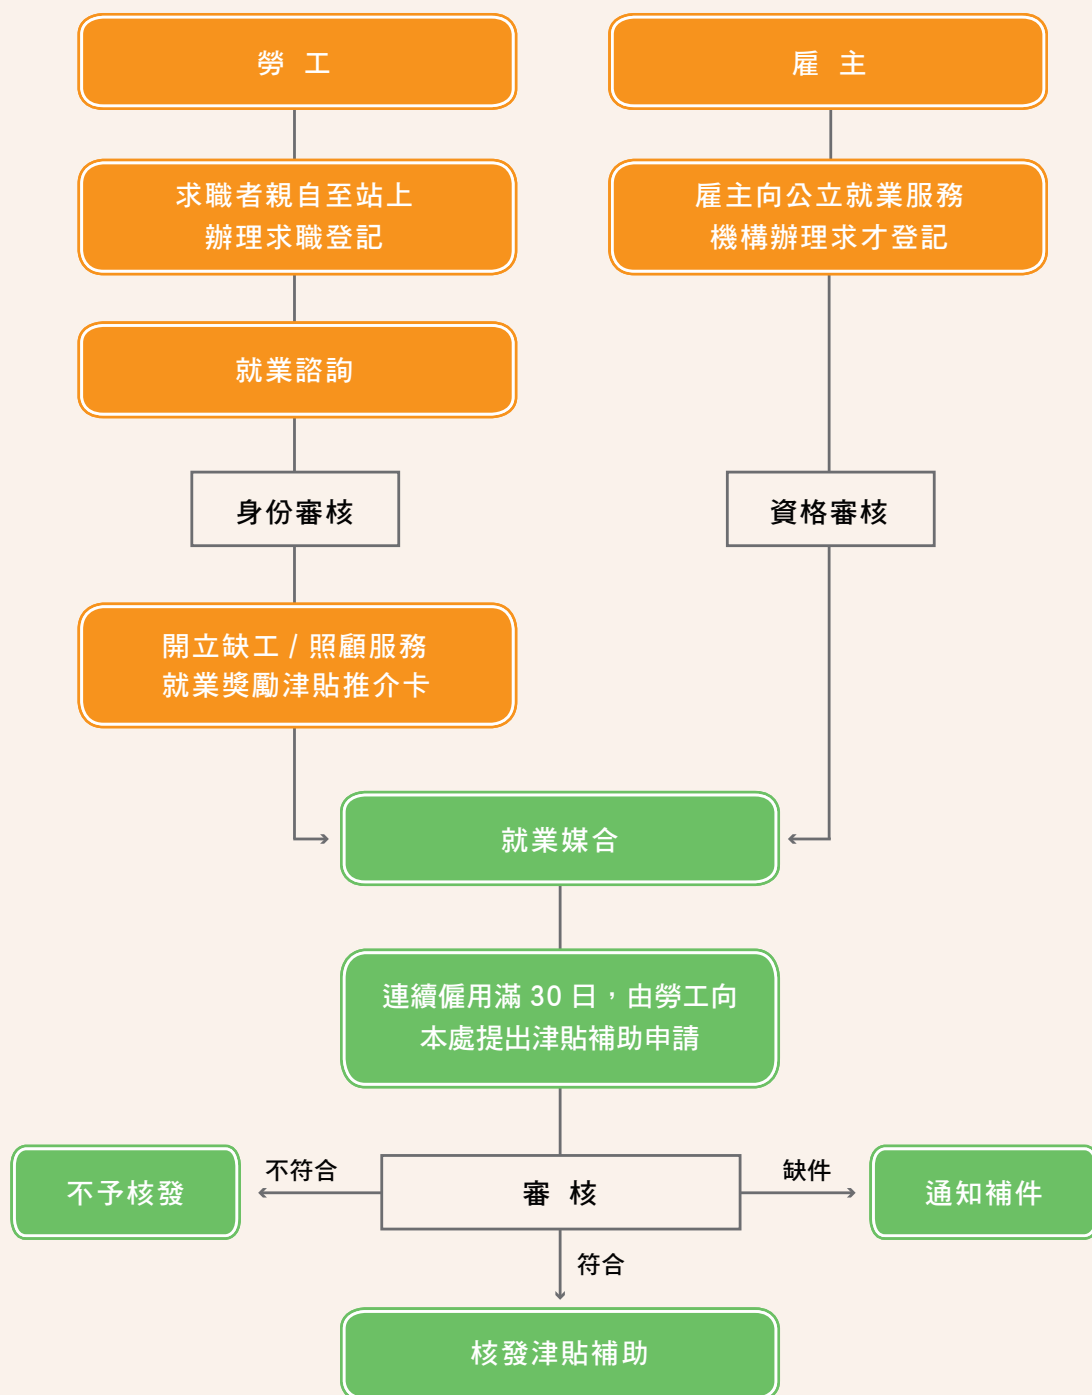 勞 工
雇 主
求職者親自至站上
辦理求職登記
雇主向公立就業服務
機構辦理求才登記
就業諮詢
身份審核
資格審核
開立缺工 / 照顧服務
就業獎勵津貼推介卡
就業媒合
連續僱用滿 30 日，由勞工向
本處提出津貼補助申請
不予核發
不符合
審 核
缺件
通知補件
符合
核發津貼補助